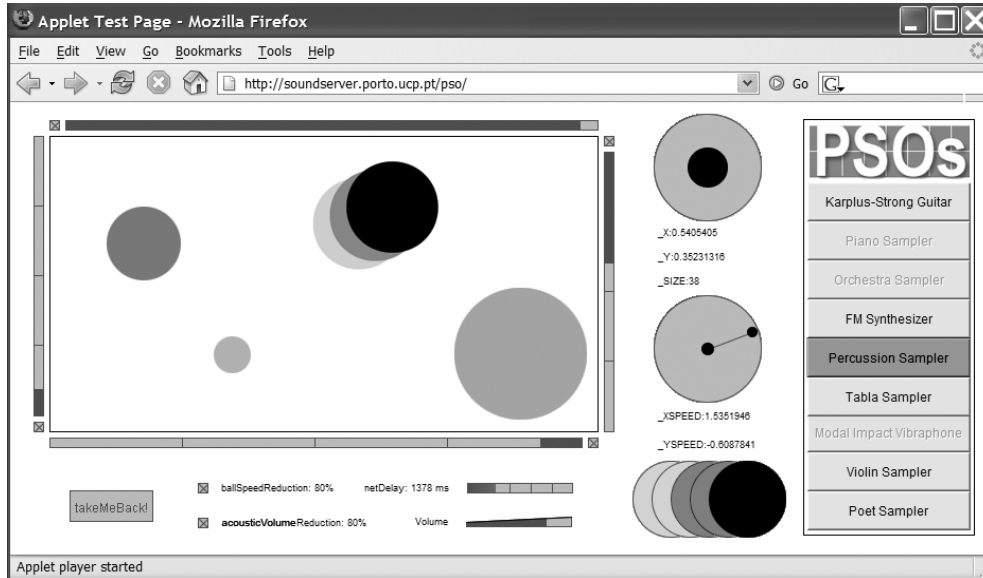 Applet Test Page - Mozilla Firefox
File Edit View Go Bookmarks Tools Help
http://soundserver.porto.ucp.pt/pso/ Go G
PSOs
Karplus-Strong Guitar
Piano Sampler
Orchestra Sampler
FM Synthesizer
Percussion Sampler
Tabla Sampler
Modal Impact Vibraphone
Violin Sampler
Poet Sampler
_X:0.5405405
_Y:0.35231316
_SIZE:38
_XSPEED:1.5351946
_YSPEED:-0.6087841
takeMeBack!
ballSpeedReduction: 80% netDelay: 1378 ms
acousticVolumeReduction: 80% Volume
Applet player started